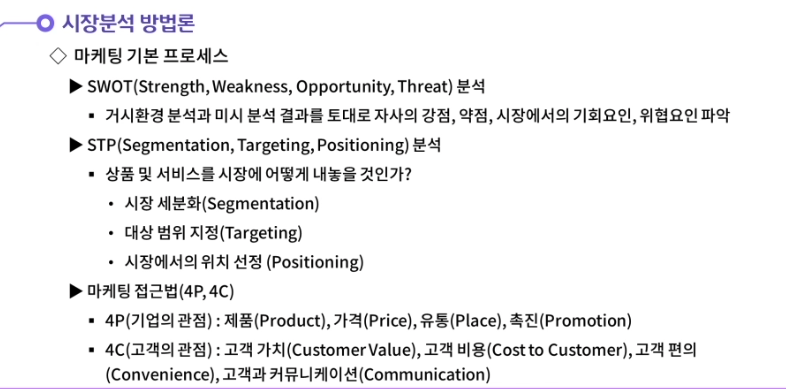 시장분석 방법론
◇ 마케팅 기본 프로세스
▶ SWOT(Strength, Weakness, Opportunity, Threat) 분석
▪ 거시환경 분석과 미시 분석 결과를 토대로 자사의 강점, 약점, 시장에서의 기회요인, 위협요인 파악
▶ STP(Segmentation, Targeting, Positioning) 분석
▪ 상품 및 서비스를 시장에 어떻게 내놓을 것인가?
• 시장 세분화(Segmentation)
• 대상 범위 지정(Targeting)
• 시장에서의 위치 선정 (Positioning)
▶ 마케팅 접근법(4P, 4C)
▪ 4P(기업의 관점) : 제품(Product), 가격(Price), 유통(Place), 촉진(Promotion)
▪ 4C(고객의 관점) : 고객 가치(Customer Value), 고객 비용(Cost to Customer), 고객 편의
(Convenience), 고객과 커뮤니케이션(Communication)